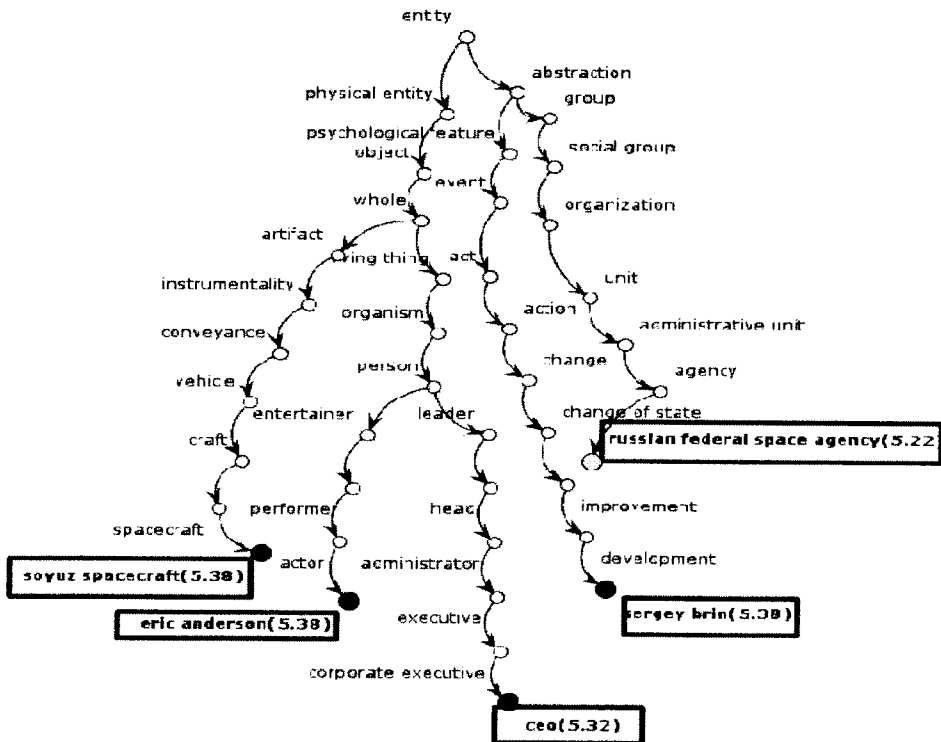 entity
abstraction
physical entity
group
psychological feature
object
social group
event
whole
organization
artifact
living thing
act
instrumentality
unit
organism
action
administrative unit
conveyance
person
change
agency
vehicle
entertainer
leader
change of state
russian federal space agency(5.22)
craft
performer
head
improvement
spacecraft
actor
administrator
development
soyuz spacecraft(5.38)
eric anderson(5.38)
executive
sergey brin(5.38)
corporate executive
ceo(5.32)